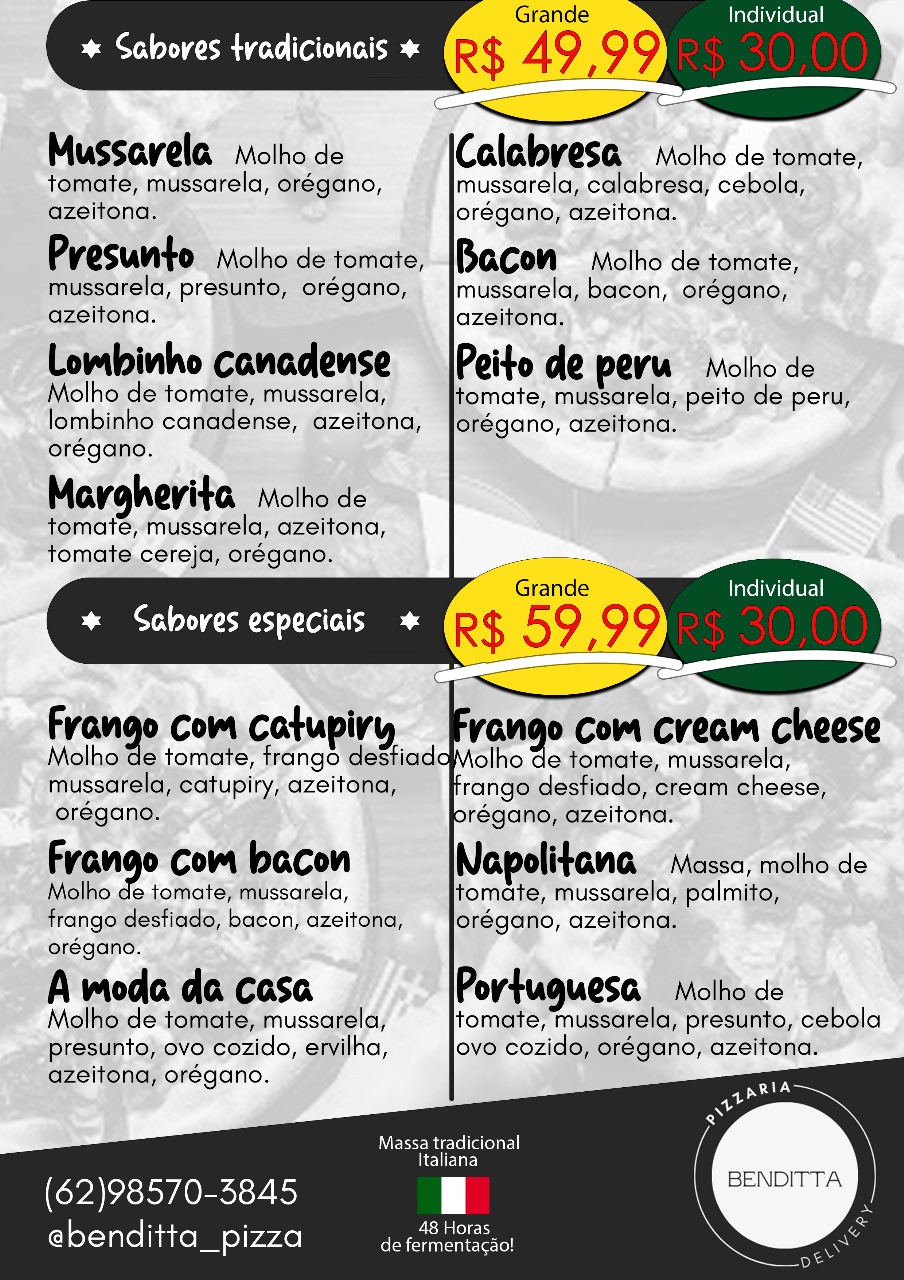 Sabores tradicionais
Grande
R$ 49,99
Individual
R$ 30,00
Mussarela Molho de
tomate, mussarela, orégano,
azeitona.
Presunto Molho de tomate,
mussarela, presunto, orégano,
azeitona.
Lombinho canadense
Molho de tomate, mussarela,
lombinho canadense, azeitona,
orégano.
Margherita Molho de
tomate, mussarela, azeitona,
tomate cereja, orégano.
Calabresa Molho de tomate,
mussarela, calabresa, cebola,
orégano, azeitona.
Bacon Molho de tomate,
mussarela, bacon, orégano,
azeitona.
Peito de peru Molho de
tomate, mussarela, peito de peru,
orégano, azeitona.
Sabores especiais
Grande
R$ 59,99
Individual
R$ 30,00
Frango com catupiry
Molho de tomate, frango desfiado,
mussarela, catupiry, azeitona,
orégano.
Frango com bacon
Molho de tomate, mussarela,
frango desfiado, bacon, azeitona,
orégano.
A moda da casa
Molho de tomate, mussarela,
presunto, ovo cozido, ervilha,
azeitona, orégano.
Frango com cream cheese
Molho de tomate, mussarela,
frango desfiado, cream cheese,
orégano, azeitona.
Napolitana Massa, molho de
tomate, mussarela, palmito,
orégano, azeitona.
Portuguesa Molho de
tomate, mussarela, presunto, cebola
ovo cozido, orégano, azeitona.
(62)98570-3845
@benditta_pizza
Massa tradicional
Italiana
48 Horas
de fermentação!
PIZZARIA
BENDITTA
DELIVERY